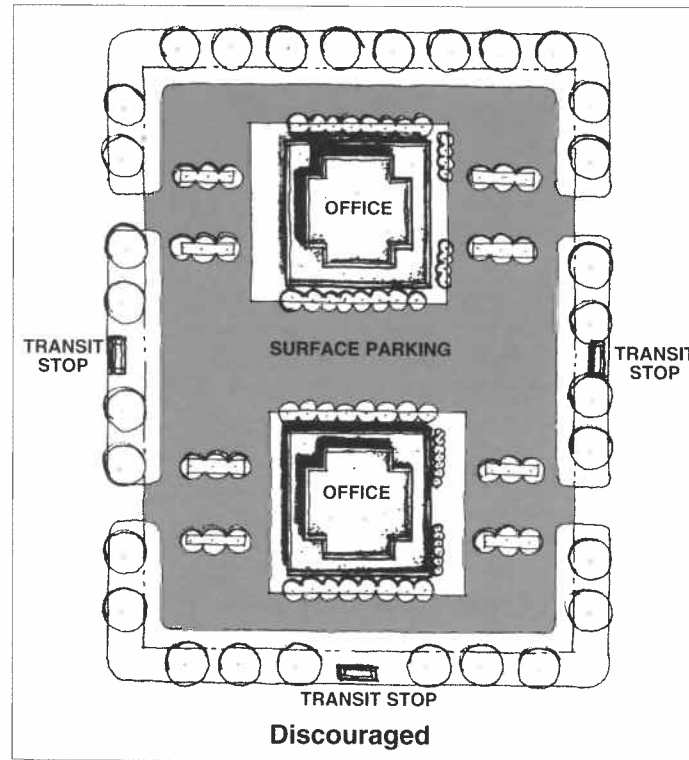 OFFICE
TRANSIT
STOP
SURFACE PARKING
TRANSIT
STOP
OFFICE
TRANSIT STOP
Discouraged